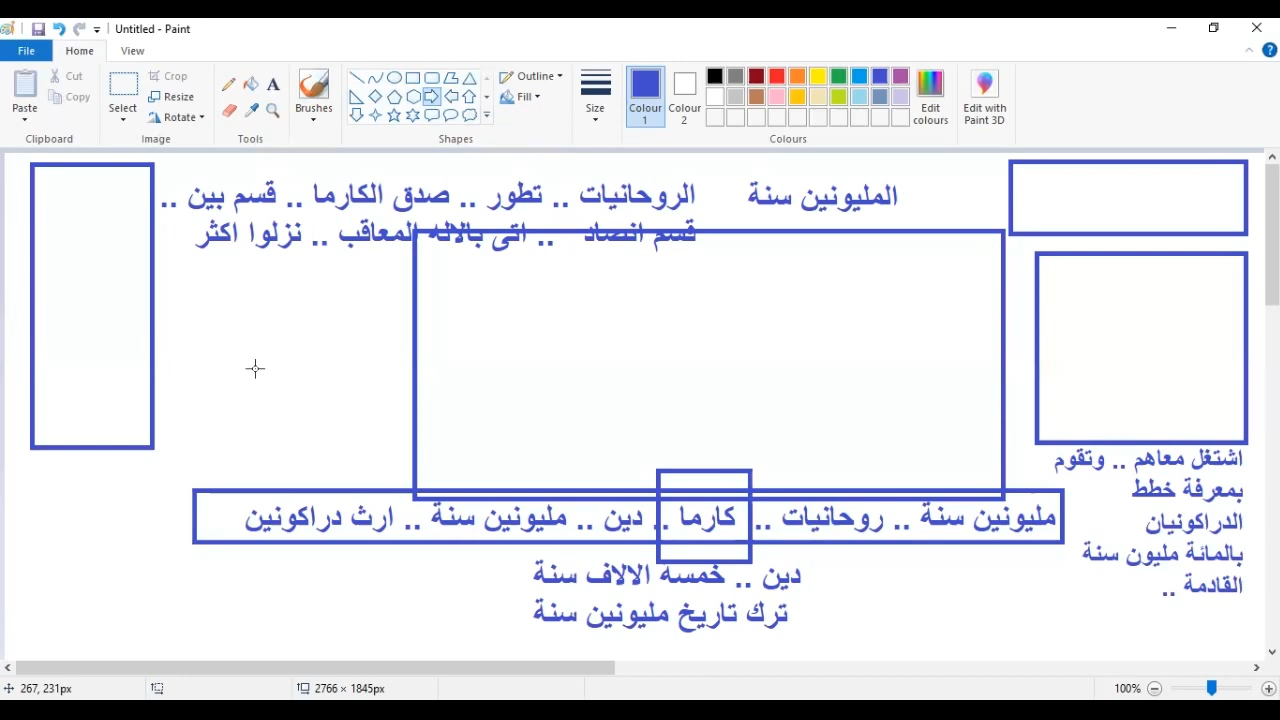 Untitled - Paint
File Home View
Paste Cut Copy Select Crop Resize Rotate Brushes Outline Fill Size Colour 1 Colour 2 Edit colours Edit with Paint 3D
Clipboard Image Tools Shapes Colours
المليونين سنة الروحانيات .. تطور .. صدق الكارما .. قسم بين ..
قسم انصاد .. اتى بالاله المعاقب .. نزلوا اكثر
اشتغل معاهم .. وتقوم
بمعرفة خطط
الدراكونيان
بالمائة مليون سنة
القادمة ..
مليونين سنة .. روحانيات .. كارما .. دين .. مليونين سنة .. ارث دراكونين
دين .. خمسة الالاف سنة
ترك تاريخ مليونين سنة
267, 231px 2766 × 1845px 100%